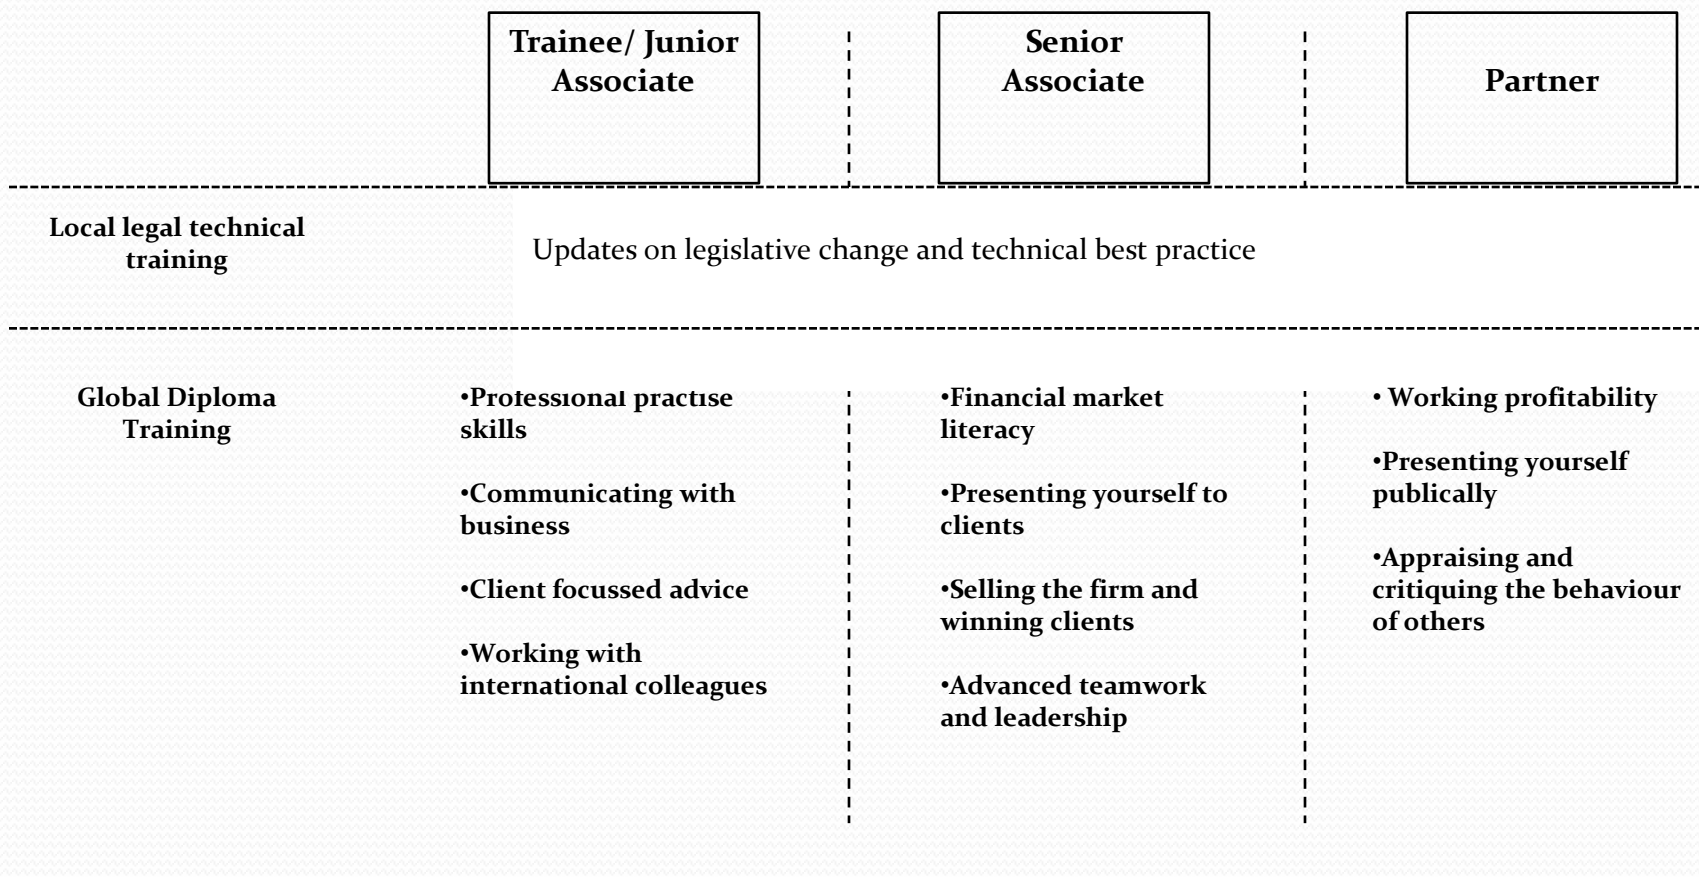 Trainee/ Junior
Associate
Senior
Associate
Partner
Local legal technical
training
Updates on legislative change and technical best practice
Global Diploma
Training
•Professional practise
skills
•Communicating with
business
•Client focussed advice
•Working with
international colleagues
•Financial market
literacy
•Presenting yourself to
clients
•Selling the firm and
winning clients
•Advanced teamwork
and leadership
• Working profitability
•Presenting yourself
publically
•Appraising and
critiquing the behaviour
of others